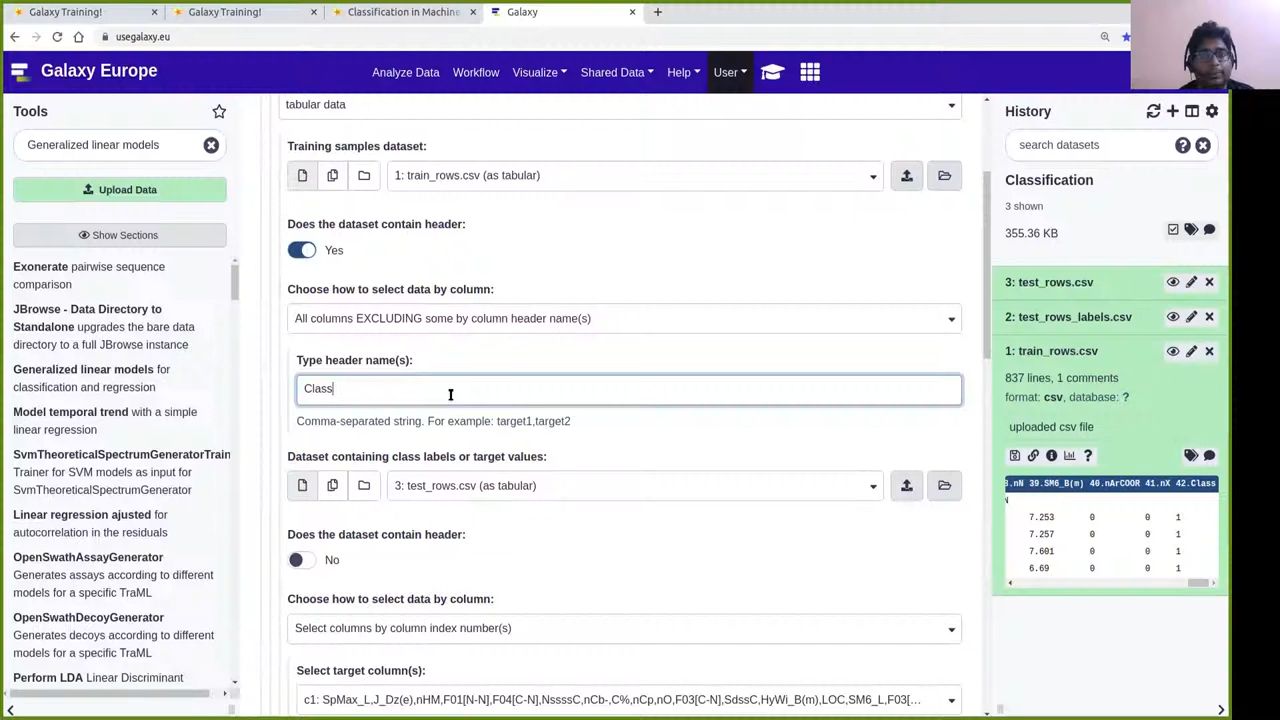 Galaxy Training!
Galaxy Training!
Classification in Machine
Galaxy
usegalaxy.eu
Galaxy Europe
Analyze Data Workflow Visualize Shared Data Help User
Tools
Generalized linear models
Upload Data
Show Sections
Exonerate pairwise sequence
comparison
JBrowse - Data Directory to
Standalone upgrades the bare data
directory to a full JBrowse instance
Generalized linear models for
classification and regression
Model temporal trend with a simple
linear regression
SvmTheoreticalSpectrumGeneratorTrain
Trainer for SVM models as input for
SvmTheoreticalSpectrumGenerator
Linear regression ajusted for
autocorrelation in the residuals
OpenSwathAssayGenerator
Generates assays according to different
models for a specific TraML
OpenSwathDecoyGenerator
Generates decoys according to different
models for a specific TraML
Perform LDA Linear Discriminant
tabular data
Training samples dataset:
1: train_rows.csv (as tabular)
Does the dataset contain header:
Yes
Choose how to select data by column:
All columns EXCLUDING some by column header name(s)
Type header name(s):
Class
Comma-separated string. For example: target1,target2
Dataset containing class labels or target values:
3: test_rows.csv (as tabular)
Does the dataset contain header:
No
Choose how to select data by column:
Select columns by column index number(s)
Select target column(s):
c1: SpMax_L,J_Dz(e),nHM,F01[N-N],F04[C-N],NssssC,nCb-,C%,nCp,nO,F03[C-N],SdssC,HyWi_B(m),LOC,SM6_L,F03[...
History
search datasets
Classification
3 shown
355.36 KB
3: test_rows.csv
2: test_rows_labels.csv
1: train_rows.csv
837 lines, 1 comments
format: csv, database: ?
uploaded csv file
8.nN 39.SM6_B(m) 40.nArCOOR 41.nX 42.Class
7.253 0 0 1
7.257 0 0 1
7.601 0 0 1
6.69 0 0 1